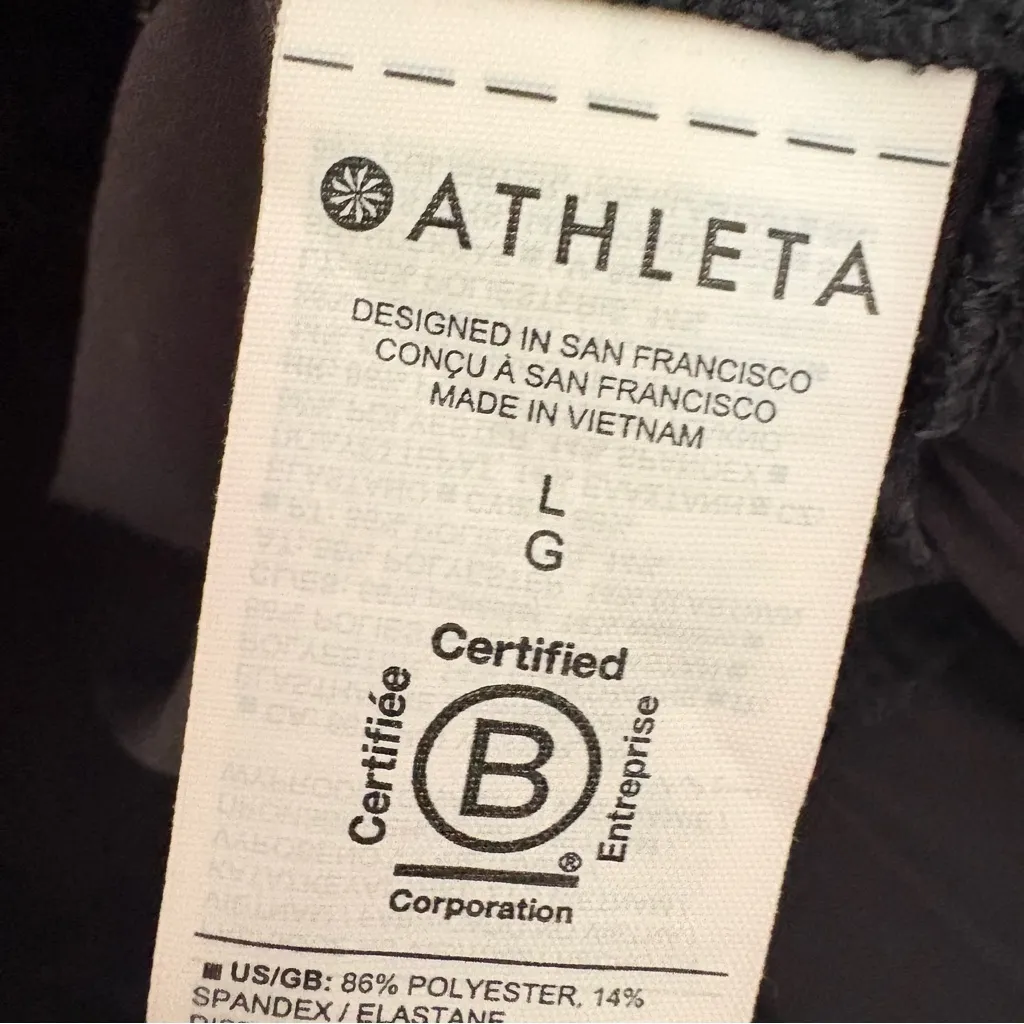 ATHLETA
DESIGNED IN SAN FRANCISCO
CONÇU À SAN FRANCISCO
MADE IN VIETNAM
L
G
Certified
Certifiée
B
Entreprise
®
Corporation
US/GB: 86% POLYESTER, 14%
SPANDEX / ELASTANE